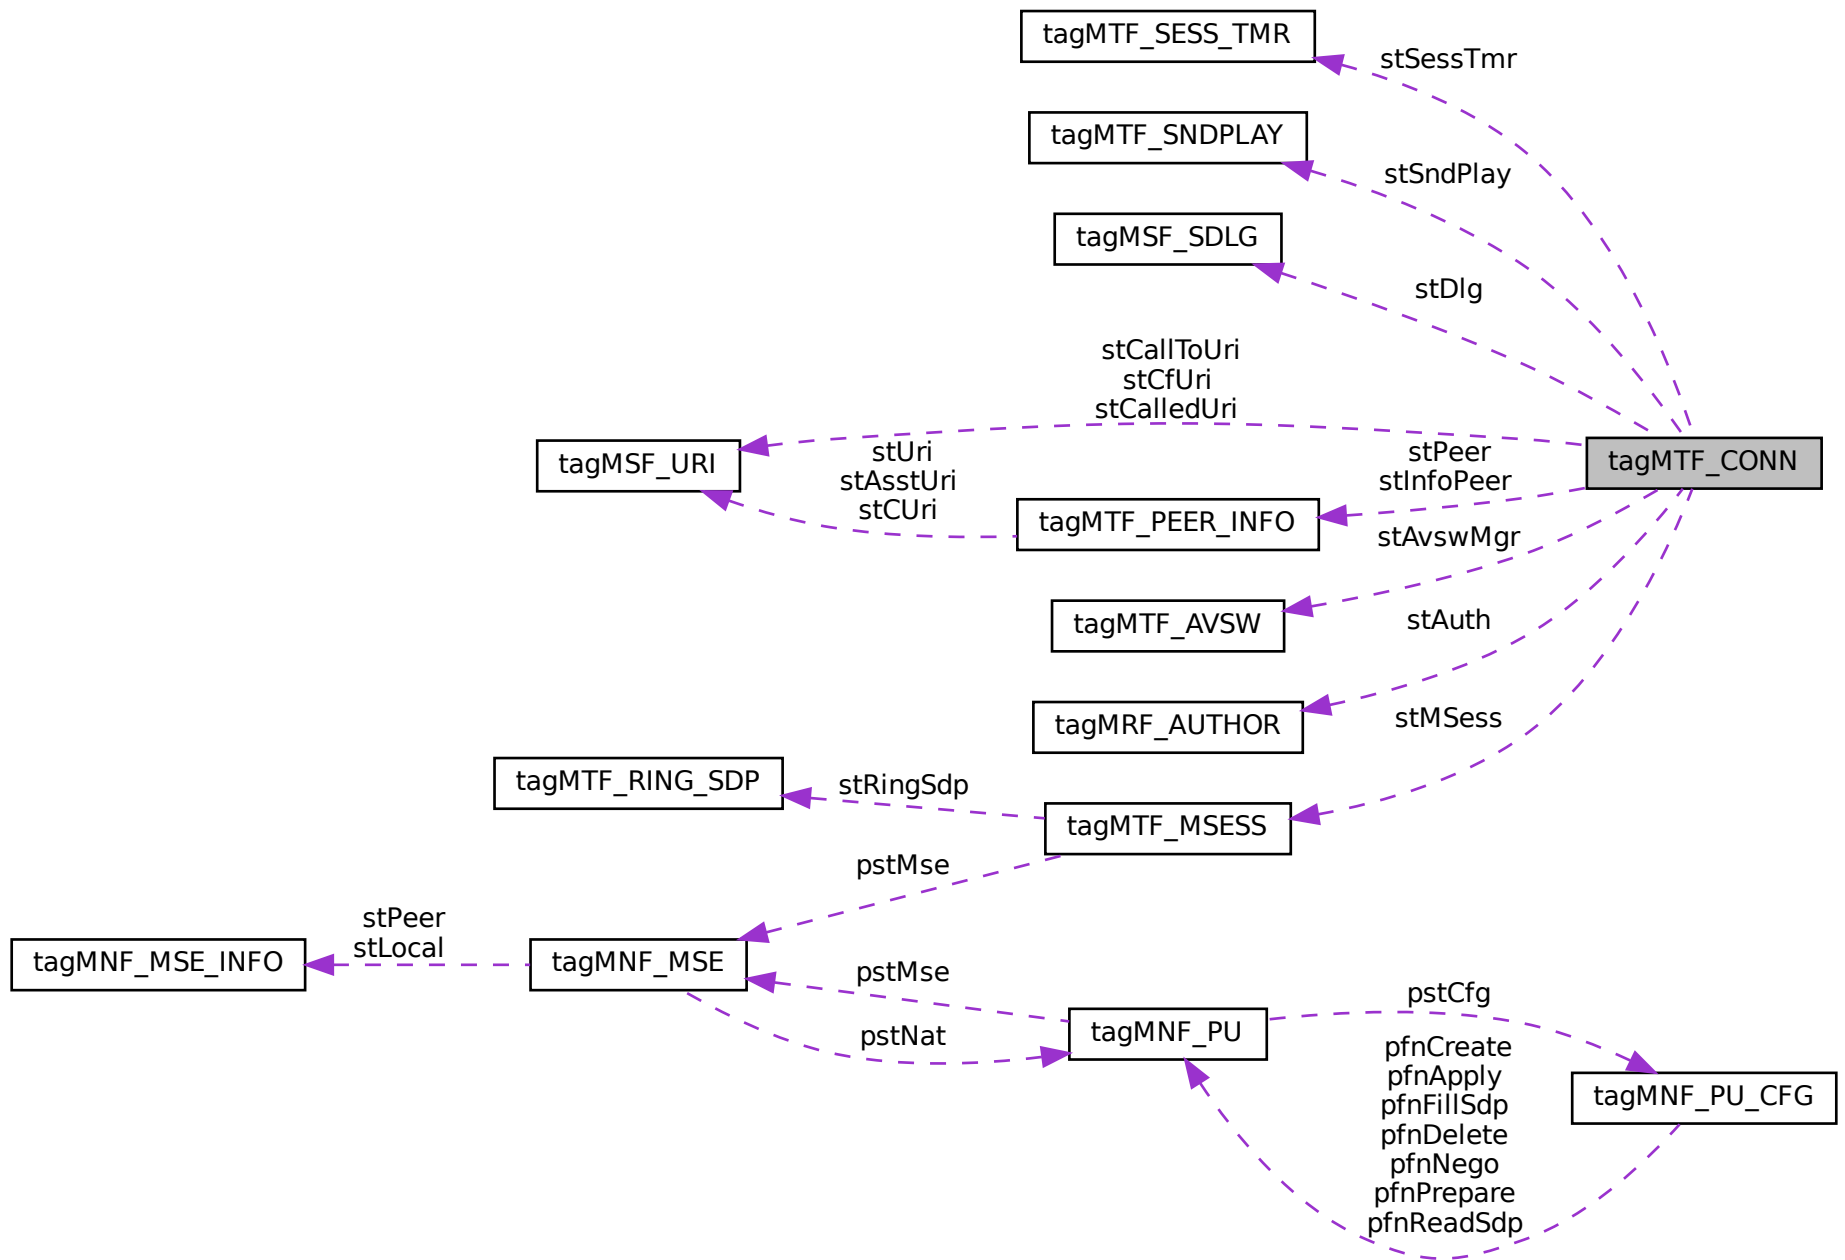 tagMTF_SESS_TMR
stSessTmr
tagMTF_SNDPLAY
stSndPlay
tagMSF_SDLG
stDlg
stCallToUri
stCfUri
stCalledUri
tagMTF_CONN
tagMSF_URI
stUri
stAsstUri
stCUri
stPeer
stInfoPeer
tagMTF_PEER_INFO
stAvswMgr
tagMTF_AVSW
stAuth
tagMRF_AUTHOR
stMSess
tagMTF_RING_SDP
stRingSdp
tagMTF_MSESS
pstMse
stPeer
stLocal
tagMNF_MSE_INFO
tagMNF_MSE
pstMse
pstNat
tagMNF_PU
pstCfg
pfnCreate
pfnApply
pfnFillSdp
pfnDelete
pfnNego
pfnPrepare
pfnReadSdp
tagMNF_PU_CFG